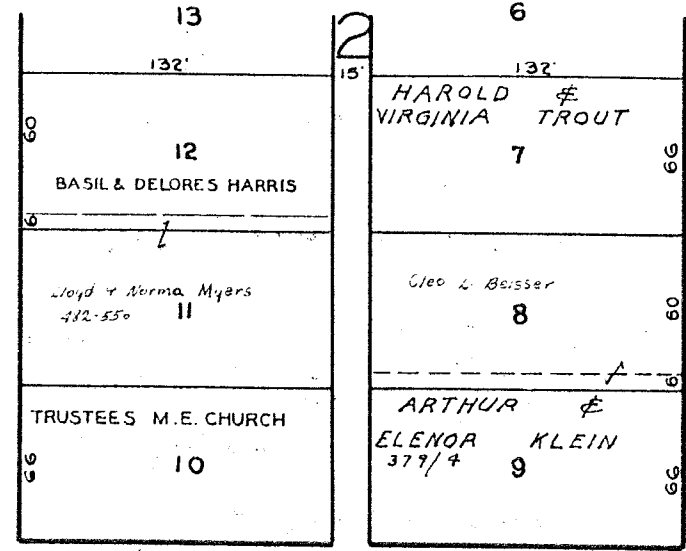 13
2
6
132'
15'
132'
HAROLD &
VIRGINIA TROUT
60
12
7
66
BASIL & DELORES HARRIS
6
Lloyd & Norma Myers
482-550
11
Cleo L. Beisser
8
60
6
TRUSTEES M.E. CHURCH
ARTHUR &
ELENOR KLEIN
379/4
66
10
9
66